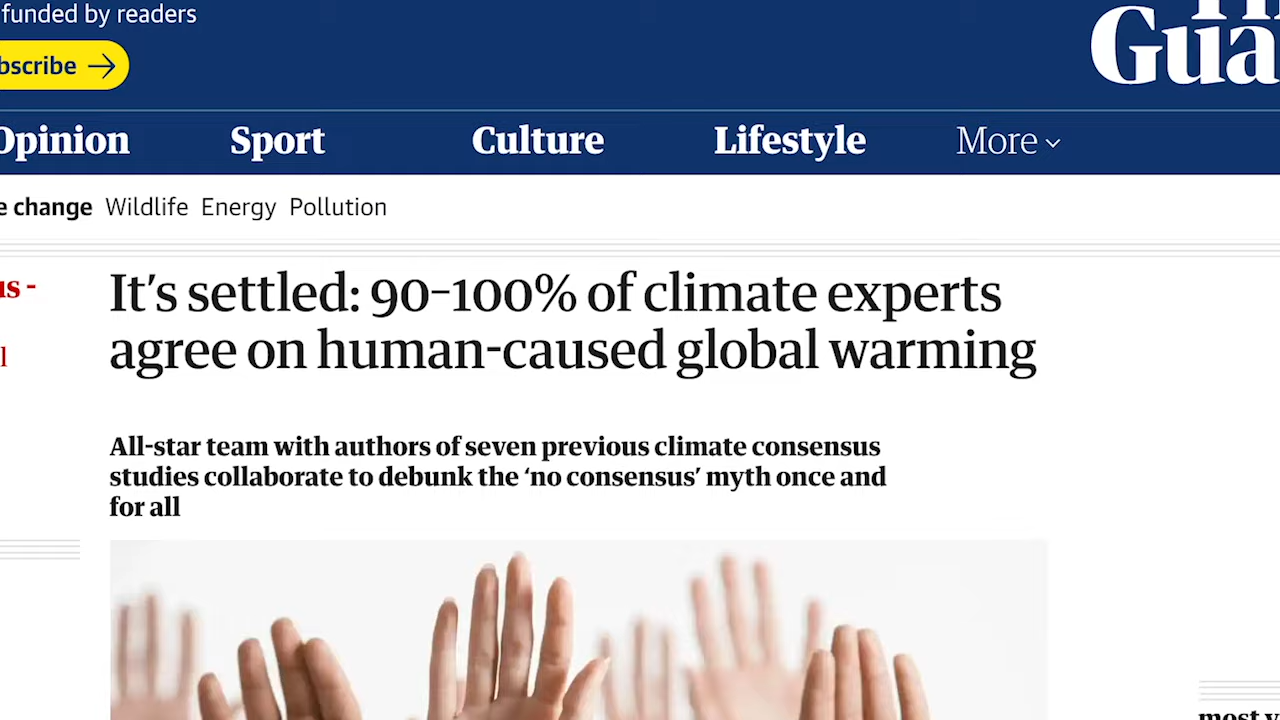 funded by readers
bscribe →
Gua
Opinion Sport Culture Lifestyle More
e change Wildlife Energy Pollution
us -
l
It's settled: 90–100% of climate experts
agree on human-caused global warming
All-star team with authors of seven previous climate consensus
studies collaborate to debunk the ‘no consensus’ myth once and
for all
most v